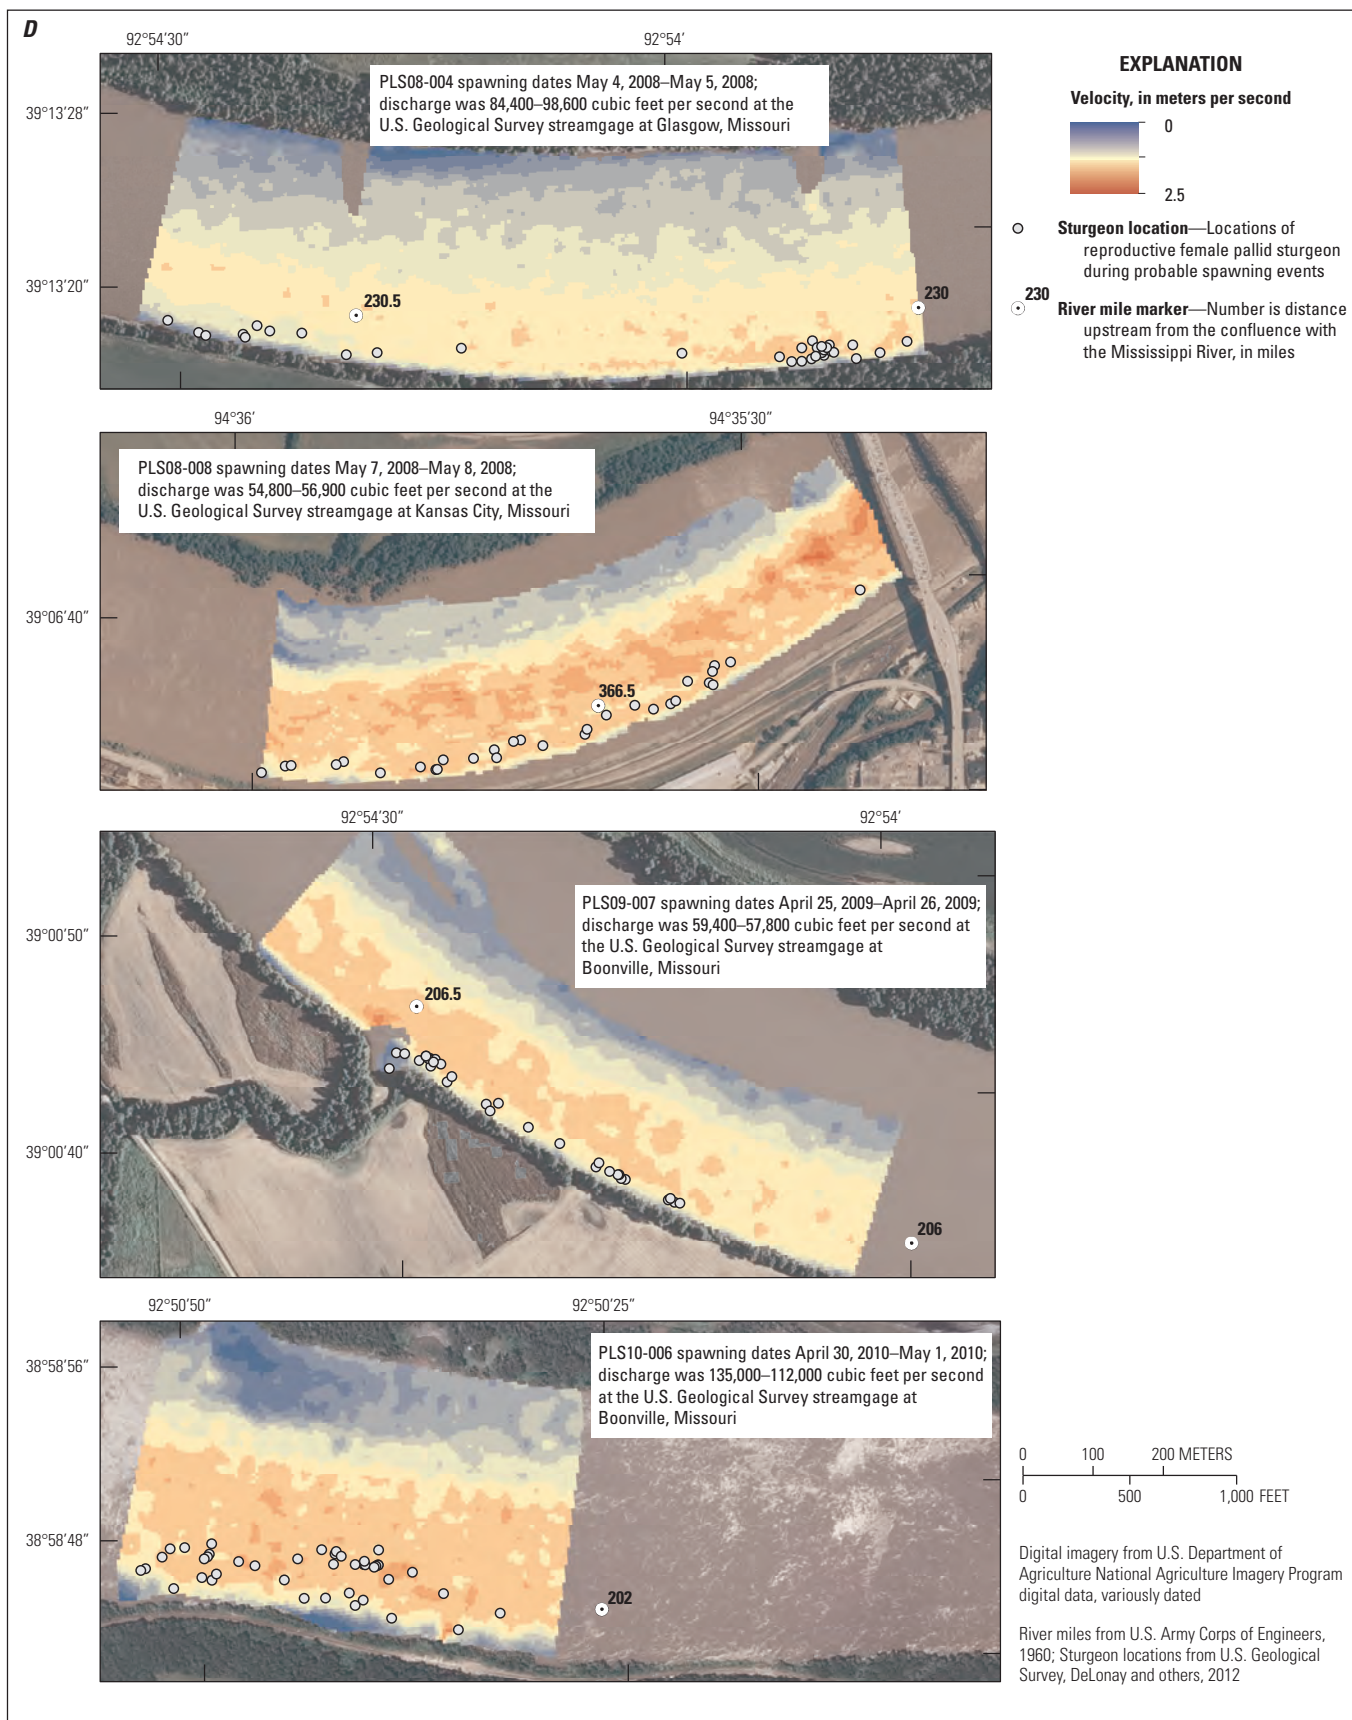 D
92°54'30" 92°54'
39°13'28"
39°13'20"
PLS08-004 spawning dates May 4, 2008–May 5, 2008;
discharge was 84,400–98,600 cubic feet per second at the
U.S. Geological Survey streamgage at Glasgow, Missouri
230.5
230
EXPLANATION
Velocity, in meters per second
0
2.5
Sturgeon location—Locations of
reproductive female pallid sturgeon
during probable spawning events
230
River mile marker—Number is distance
upstream from the confluence with
the Mississippi River, in miles
94°36' 94°35'30"
39°06'40"
PLS08-008 spawning dates May 7, 2008–May 8, 2008;
discharge was 54,800–56,900 cubic feet per second at the
U.S. Geological Survey streamgage at Kansas City, Missouri
366.5
92°54'30" 92°54'
39°00'50"
39°00'40"
PLS09-007 spawning dates April 25, 2009–April 26, 2009;
discharge was 59,400–57,800 cubic feet per second at
the U.S. Geological Survey streamgage at
Boonville, Missouri
206.5
206
92°50'50" 92°50'25"
38°58'56"
38°58'48"
PLS10-006 spawning dates April 30, 2010–May 1, 2010;
discharge was 135,000–112,000 cubic feet per second
at the U.S. Geological Survey streamgage at
Boonville, Missouri
202
0 100 200 METERS
0 500 1,000 FEET
Digital imagery from U.S. Department of
Agriculture National Agriculture Imagery Program
digital data, variously dated
River miles from U.S. Army Corps of Engineers,
1960; Sturgeon locations from U.S. Geological
Survey, DeLonay and others, 2012